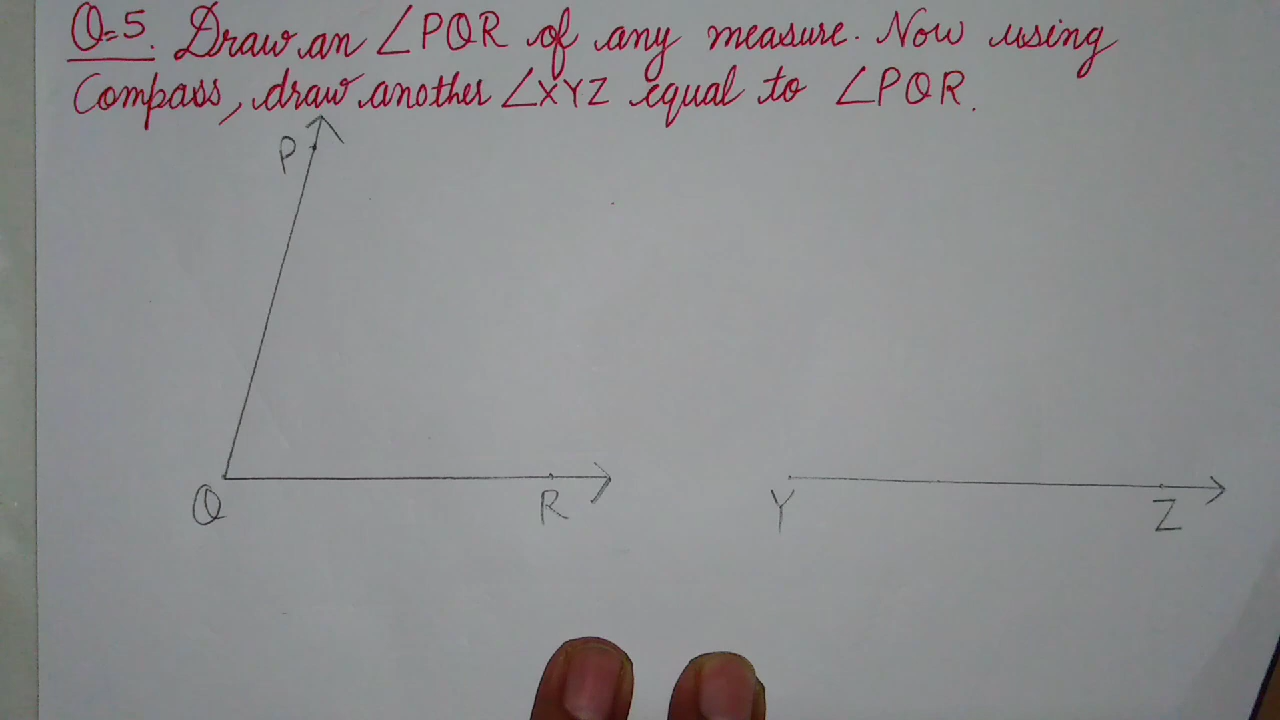 Q-5. Draw an ∠PQR of any measure. Now using
Compass, draw another ∠XYZ equal to ∠PQR.
P
Q
R
Y
Z